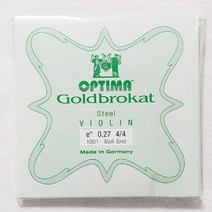 OPTIMA
Goldbrokat
Steel
VIOLIN
e" 0,27 4/4
1001 Ball End
Made in Germany